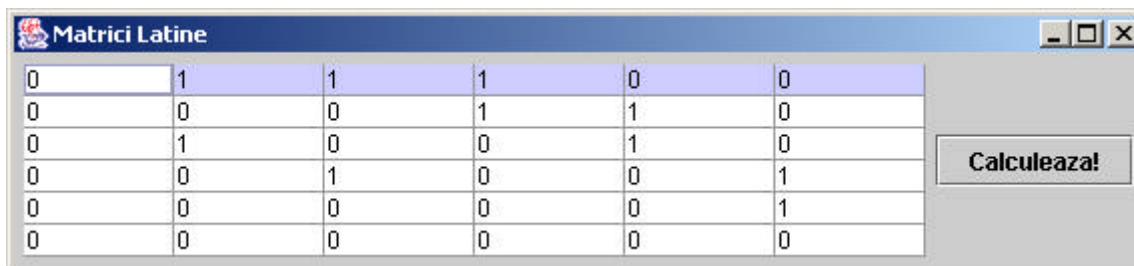 Matrici Latine
0 1 1 1 0 0
0 0 0 1 1 0
0 1 0 0 1 0
0 0 1 0 0 1
0 0 0 0 0 1
0 0 0 0 0 0
Calculeaza!